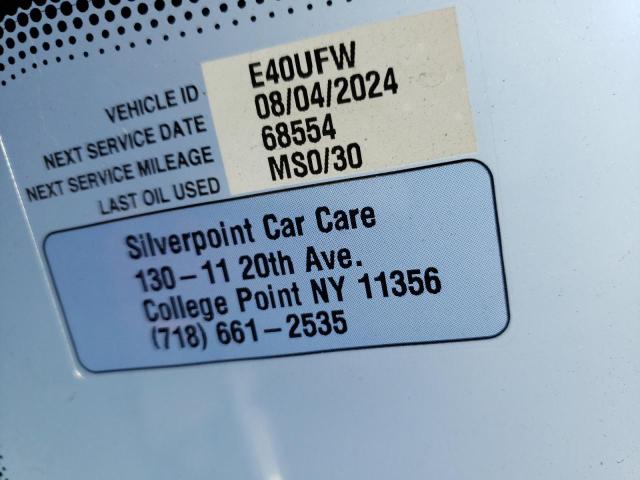 VEHICLE ID E40UFW
NEXT SERVICE DATE 08/04/2024
NEXT SERVICE MILEAGE 68554
LAST OIL USED MS0/30
Silverpoint Car Care
130-11 20th Ave.
College Point NY 11356
(718) 661-2535